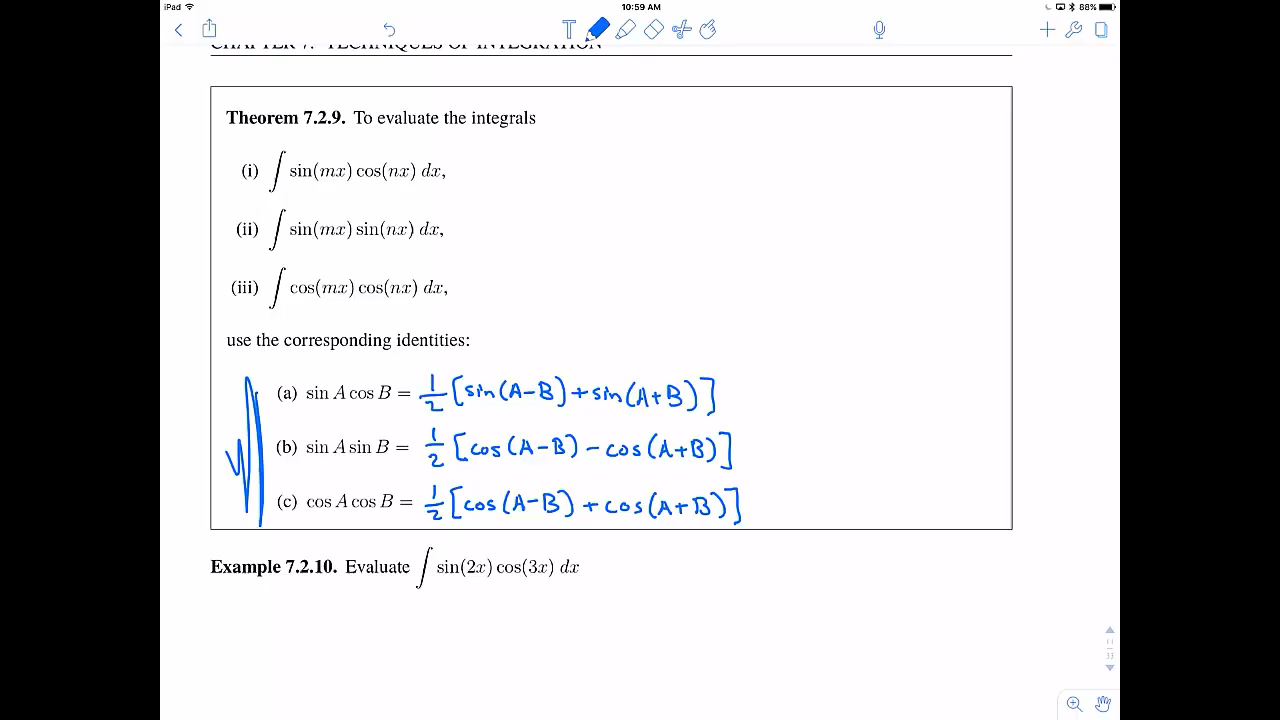 iPad 10:59 AM 88%
CHAPTER 7. TECHNIQUES OF INTEGRATION
Theorem 7.2.9. To evaluate the integrals
(i) ∫ sin(mx) cos(nx) dx,
(ii) ∫ sin(mx) sin(nx) dx,
(iii) ∫ cos(mx) cos(nx) dx,
use the corresponding identities:
(a) sin A cos B = 1/2 [sin(A-B)+sin(A+B)]
(b) sin A sin B = 1/2 [cos(A-B) - cos(A+B)]
(c) cos A cos B = 1/2 [cos(A-B) + cos(A+B)]
Example 7.2.10. Evaluate ∫ sin(2x) cos(3x) dx
11
33